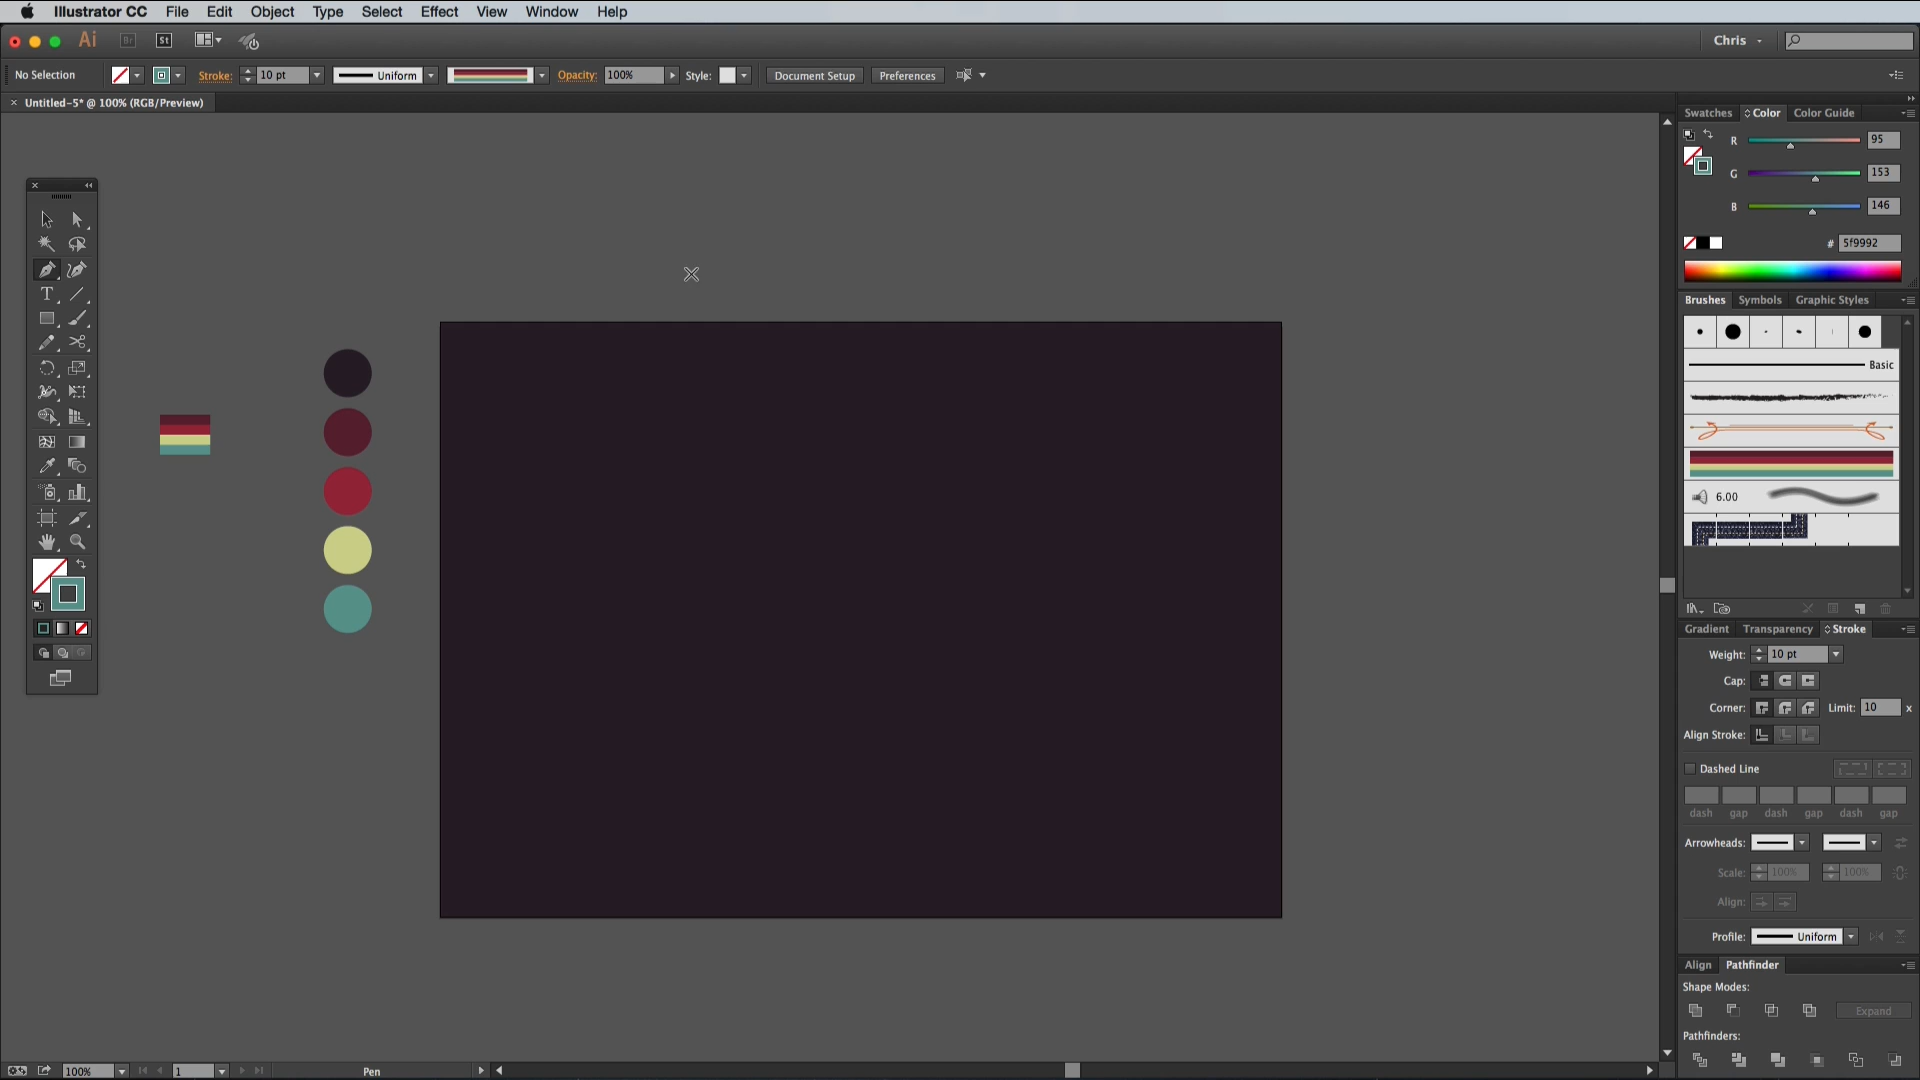 Illustrator CC File Edit Object Type Select Effect View Window Help
Ai Br St Chris
No Selection Stroke: 10 pt Uniform Opacity: 100% Style: Document Setup Preferences
× Untitled-5* @ 100% (RGB/Preview)
Swatches Color Color Guide
R 95
G 153
B 146
# 5f9992
Brushes Symbols Graphic Styles
Basic
6.00
Gradient Transparency Stroke
Weight: 10 pt
Cap:
Corner: Limit: 10 x
Align Stroke:
Dashed Line
dash gap dash gap dash gap
Arrowheads:
Scale: 100% 100%
Align:
Profile: Uniform
Align Pathfinder
Shape Modes:
Expand
Pathfinders:
100% 1 Pen